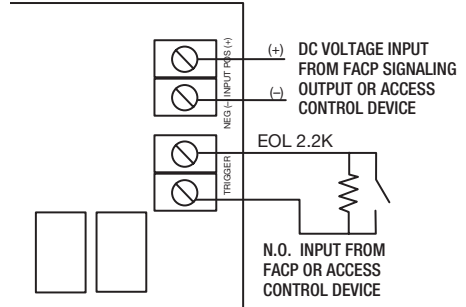 (+) DC VOLTAGE INPUT
FROM FACP SIGNALING
(–) OUTPUT OR ACCESS
CONTROL DEVICE
NEG (–) INPUT POS (+)
EOL 2.2K
TRIGGER
N.O. INPUT FROM
FACP OR ACCESS
CONTROL DEVICE